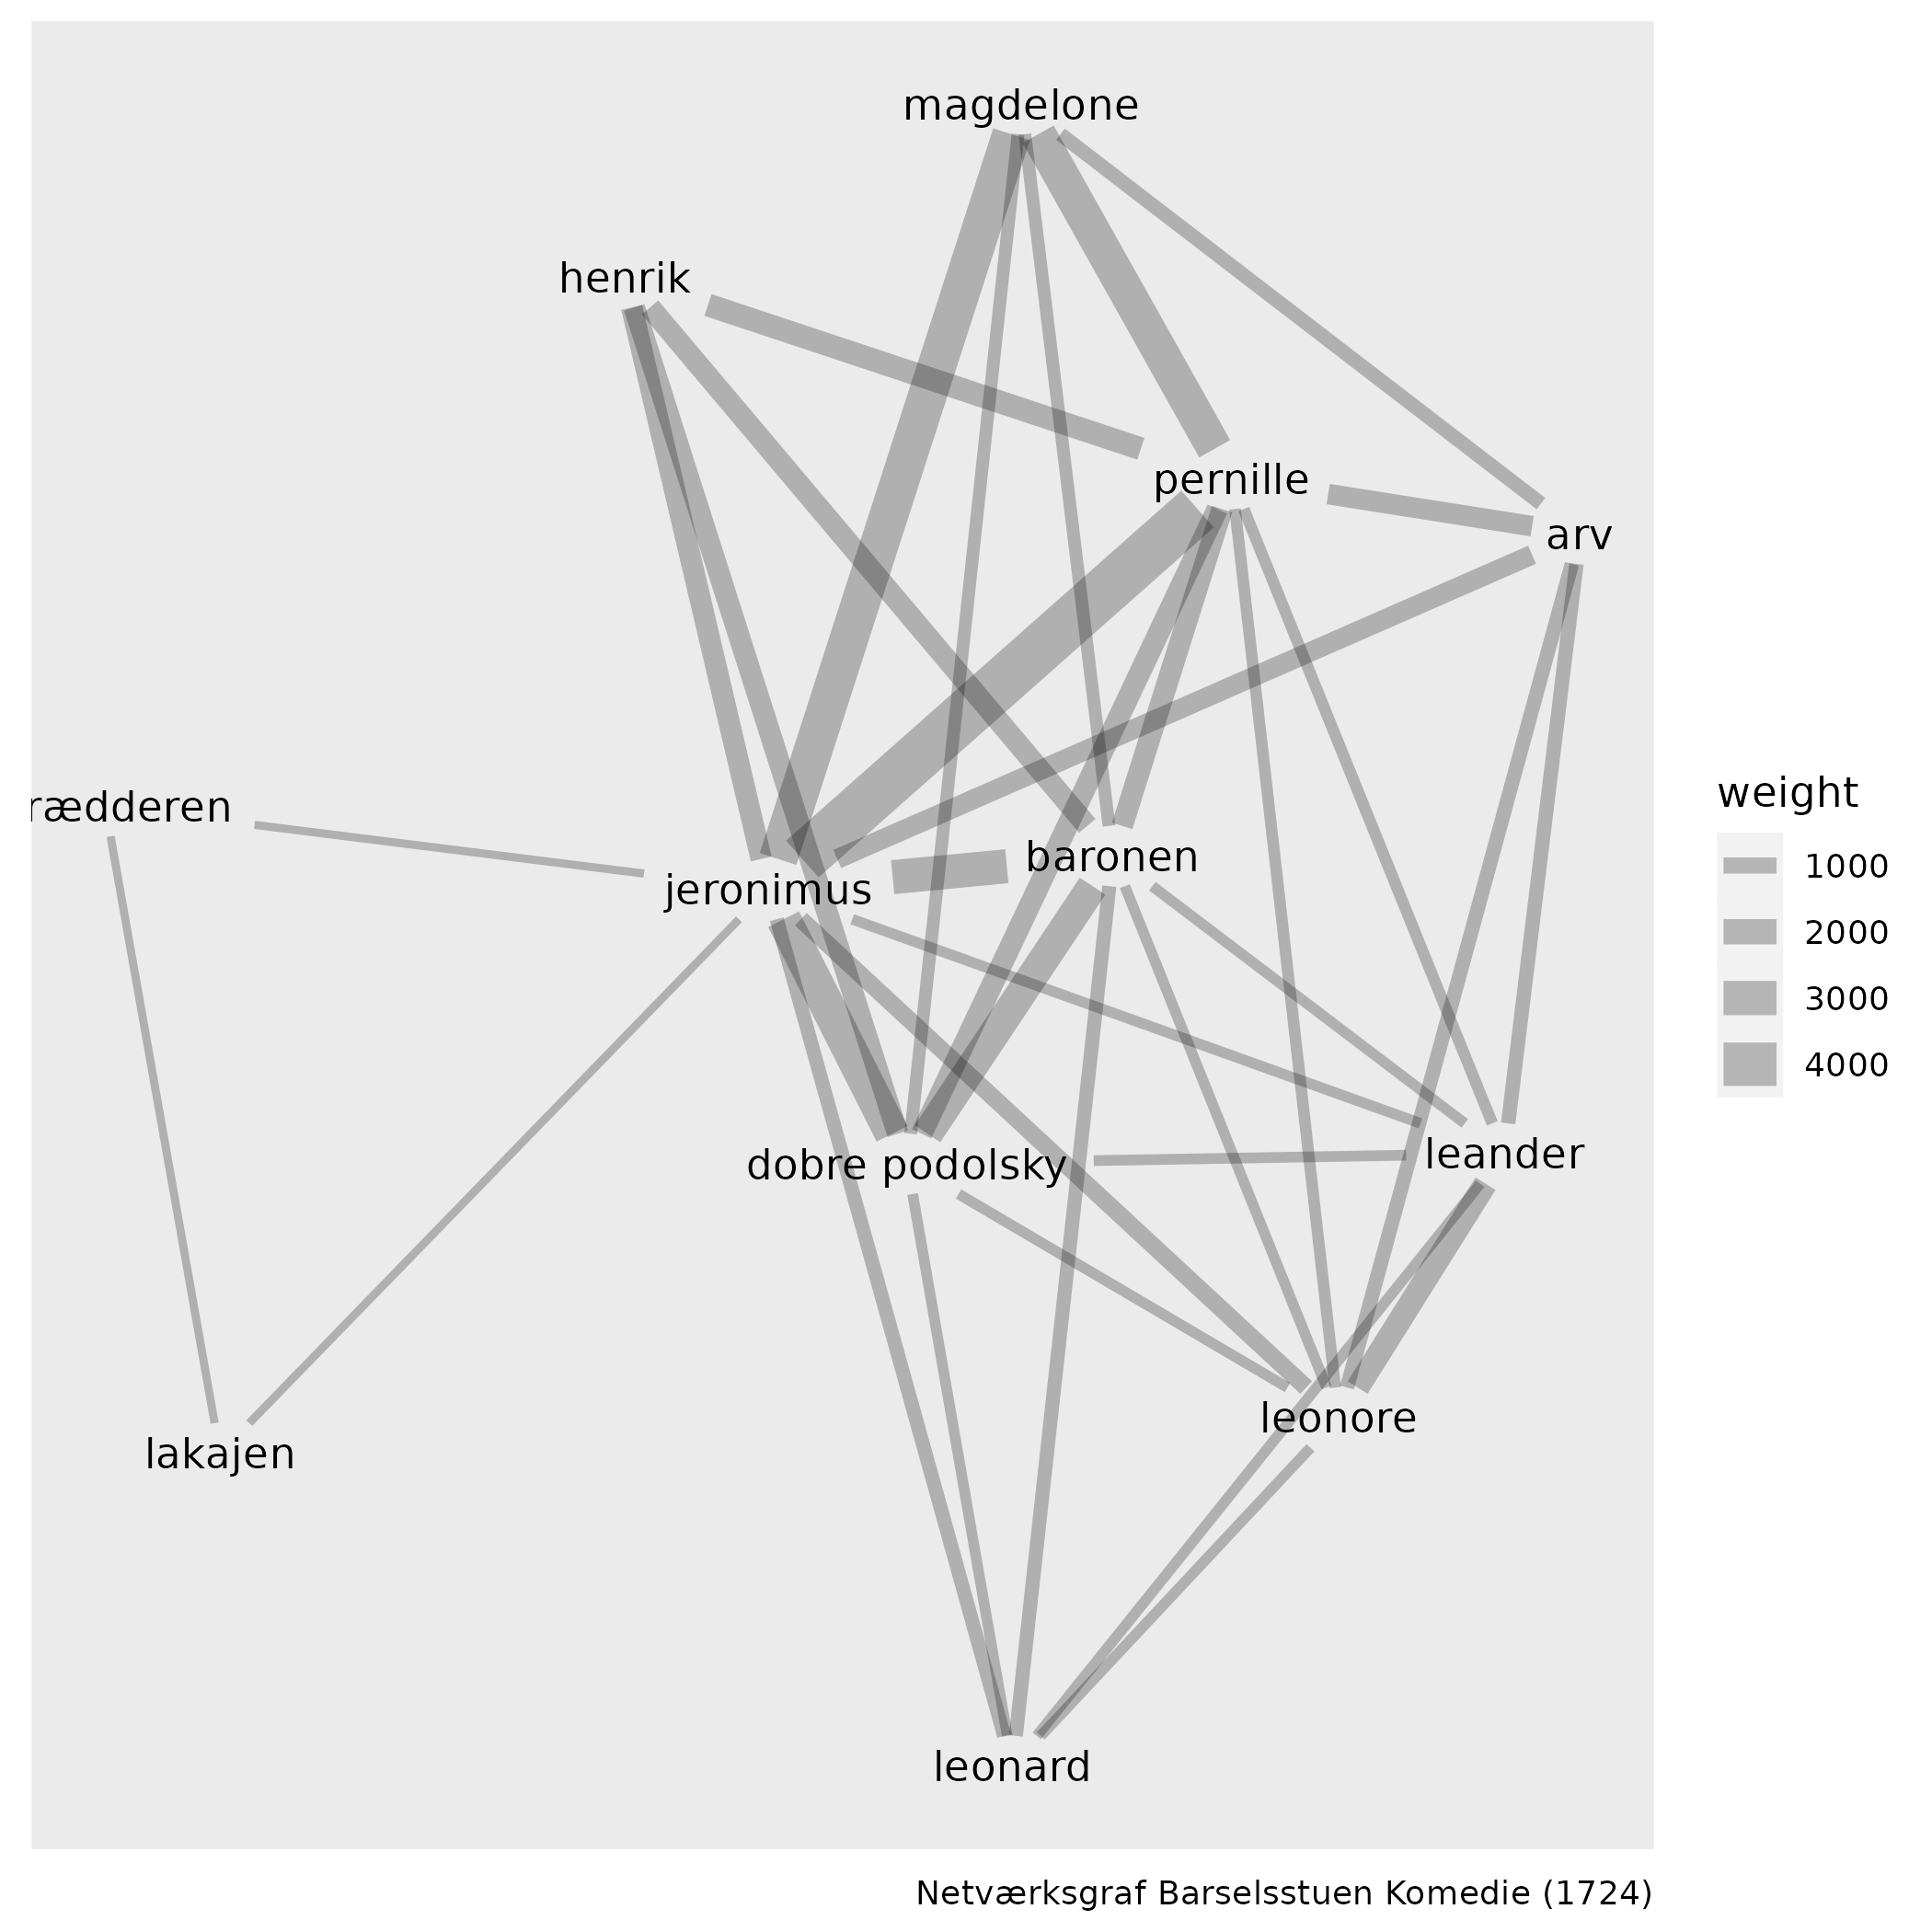 magdelone
henrik
pernille
arv
rædderen
baronen
jeronimus
dobre podolsky
leander
leonore
lakajen
leonard
weight
1000
2000
3000
4000
Netværksgraf Barselsstuen Komedie (1724)